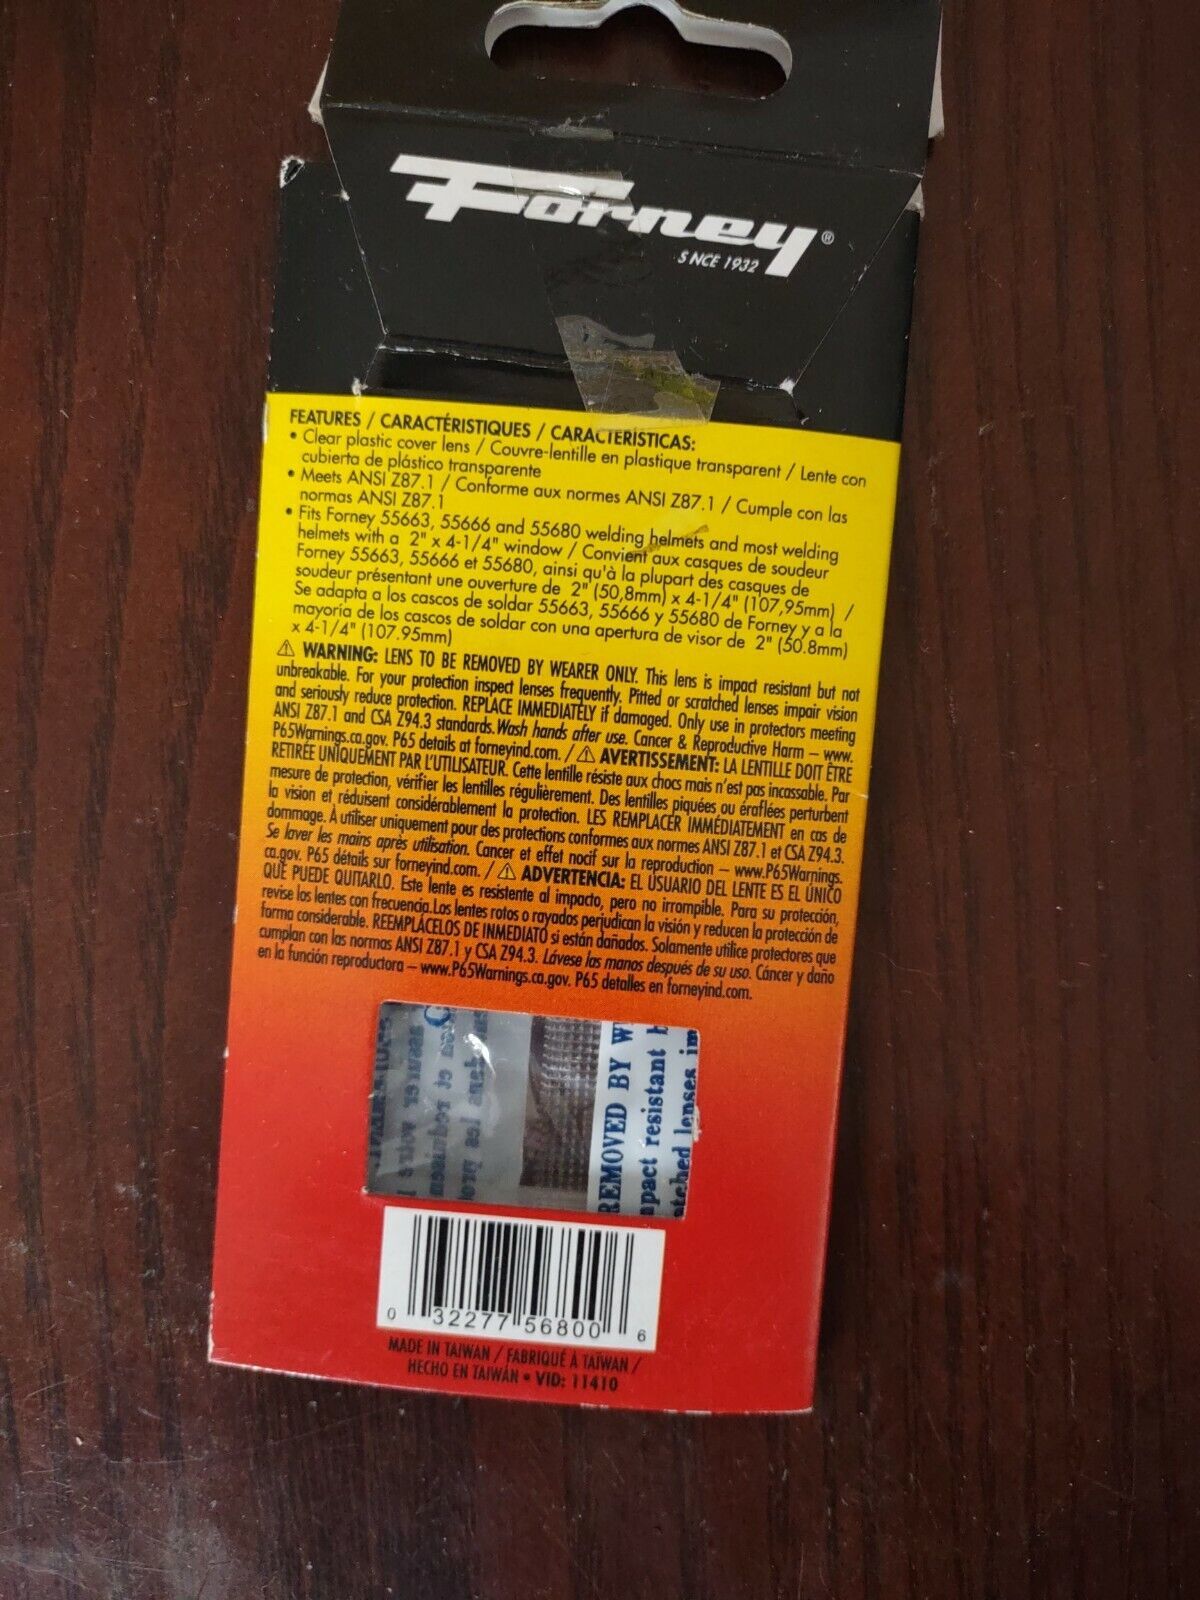 Forney®
SINCE 1932
FEATURES / CARACTÉRISTIQUES / CARACTERÍSTICAS:
• Clear plastic cover lens / Couvre-lentille en plastique transparent / Lente con
cubierta de plástico transparente
• Meets ANSI Z87.1 / Conforme aux normes ANSI Z87.1 / Cumple con las
normas ANSI Z87.1
• Fits Forney 55663, 55666 and 55680 welding helmets and most welding
helmets with a 2" x 4-1/4" window / Convient aux casques de soudeur
Forney 55663, 55666 et 55680, ainsi qu'à la plupart des casques de
soudeur présentant une ouverture de 2" (50,8mm) x 4-1/4" (107,95mm) /
Se adapta a los cascos de soldar 55663, 55666 y 55680 de Forney y a la
mayoría de los cascos de soldar con una apertura de visor de 2" (50.8mm)
x 4-1/4" (107.95mm)
⚠ WARNING: LENS TO BE REMOVED BY WEARER ONLY. This lens is impact resistant but not
unbreakable. For your protection inspect lenses frequently. Pitted or scratched lenses impair vision
and seriously reduce protection. REPLACE IMMEDIATELY if damaged. Only use in protectors meeting
ANSI Z87.1 and CSA Z94.3 standards. Wash hands after use. Cancer & Reproductive Harm – www.
P65Warnings.ca.gov. P65 details at forneyind.com. / ⚠ AVERTISSEMENT: LA LENTILLE DOIT ÊTRE
RETIRÉE UNIQUEMENT PAR L'UTILISATEUR. Cette lentille résiste aux chocs mais n'est pas incassable. Par
mesure de protection, vérifier les lentilles régulièrement. Des lentilles piquées ou éraflées perturbent
la vision et réduisent considérablement la protection. LES REMPLACER IMMÉDIATEMENT en cas de
dommage. À utiliser uniquement pour des protections conformes aux normes ANSI Z87.1 et CSA Z94.3.
Se laver les mains après utilisation. Cancer et effet nocif sur la reproduction – www.P65Warnings.
ca.gov. P65 détails sur forneyind.com. / ⚠ ADVERTENCIA: EL USUARIO DEL LENTE ES EL ÚNICO
QUE PUEDE QUITARLO. Este lente es resistente al impacto, pero no irrompible. Para su protección,
revise los lentes con frecuencia.Los lentes rotos o rayados perjudican la visión y reducen la protección de
forma considerable. REEMPLÁCELOS DE INMEDIATO si están dañados. Solamente utilice protectores que
cumplan con las normas ANSI Z87.1 y CSA Z94.3. Lávese las manos después de su uso. Cáncer y daño
en la función reproductora – www.P65Warnings.ca.gov. P65 detalles en forneyind.com.
REMOVED BY W
pact resistant b
atched lenses im
0 32277 56800 6
MADE IN TAIWAN / FABRIQUÉ À TAÏWAN /
HECHO EN TAIWÁN • VID: 11410